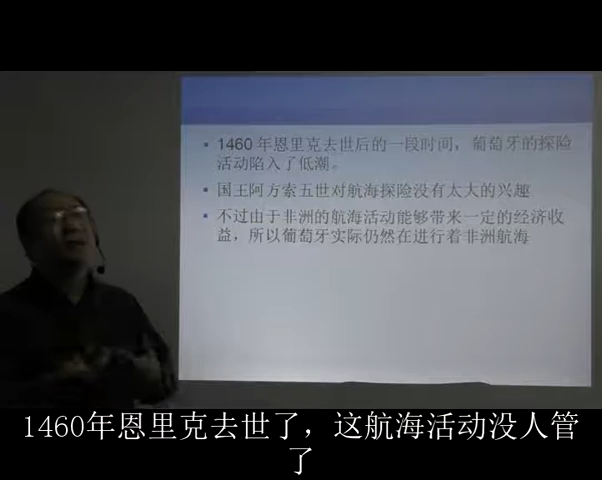 1460年恩里克去世后的一段时间，葡萄牙的探险
活动陷入了低潮。
国王阿方索五世对航海探险没有太大的兴趣
不过由于非洲的航海活动能够带来一定的经济收
益，所以葡萄牙实际仍然在进行着非洲航海
1460年恩里克去世了，这航海活动没人管
了